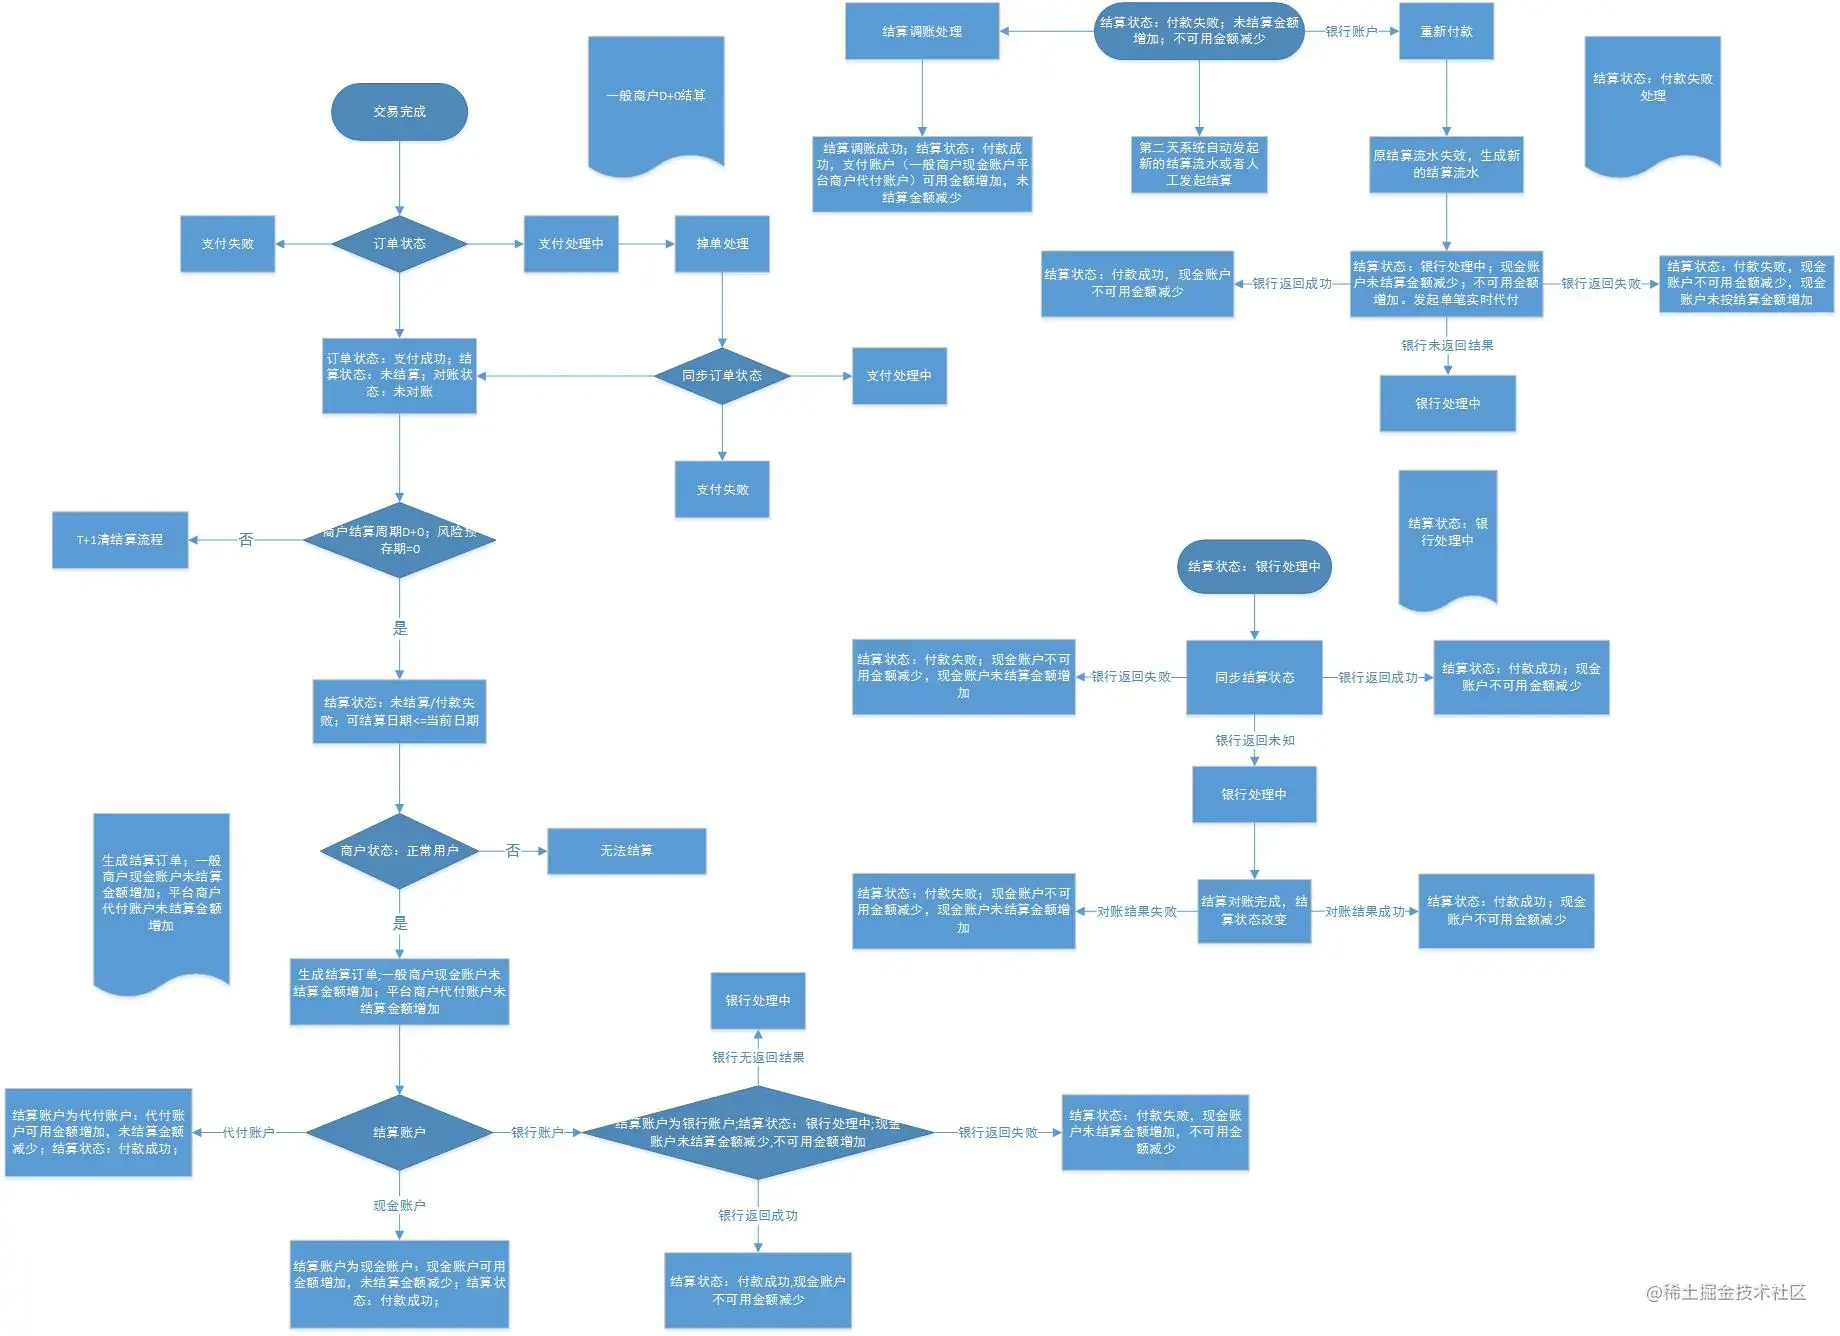 交易完成
一般商户D+0结算
订单状态
支付失败
支付处理中
掉单处理
订单状态：支付成功；结
算状态：未结算；对账状
态：未对账
同步订单状态
支付处理中
支付失败
商户结算周期D+0；风险预
存期=0
否
T+1清结算流程
是
结算状态：未结算/付款失
败；可结算日期<=当前日期
商户状态：正常用户
否
无法结算
是
生成结算订单；一般
商户现金账户未结算
金额增加；平台商户
代付账户未结算金额
增加
生成结算订单;一般商户现金账户未
结算金额增加；平台商户代付账户未
结算金额增加
结算账户
代付账户
结算账户为代付账户：代付账
户可用金额增加，未结算金额
减少；结算状态：付款成功；
现金账户
结算账户为现金账户：现金账户可用
金额增加，未结算金额减少；结算状
态：付款成功；
银行账户
结算账户为银行账户;结算状态：银行处理中;现金
账户未结算金额减少,不可用金额增加
银行无返回结果
银行处理中
银行返回失败
结算状态：付款失败，现金账
户未结算金额增加，不可用金
额减少
银行返回成功
结算状态：付款成功,现金账户
不可用金额减少
结算状态：付款失败；未结算金额
增加；不可用金额减少
结算调账处理
结算调账成功；结算状态：付款成
功，支付账户（一般商户现金账户平
台商户代付账户）可用金额增加，未
结算金额减少
第二天系统自动发起
新的结算流水或者人
工发起结算
银行账户
重新付款
结算状态：付款失败
处理
原结算流水失效，生成新
的结算流水
结算状态：银行处理中；现金账
户未结算金额减少；不可用金额
增加。发起单笔实时代付
银行返回成功
结算状态：付款成功，现金账户
不可用金额减少
银行返回失败
结算状态：付款失败，现金
账户不可用金额减少，现金
账户未按结算金额增加
银行未返回结果
银行处理中
结算状态：银
行处理中
结算状态：银行处理中
同步结算状态
银行返回失败
结算状态：付款失败；现金账户不可
用金额减少，现金账户未结算金额增
加
银行返回成功
结算状态：付款成功；现金
账户不可用金额减少
银行返回未知
银行处理中
结算对账完成，结
算状态改变
对账结果失败
结算状态：付款失败；现金账户不可
用金额减少，现金账户未结算金额增
加
对账结果成功
结算状态：付款成功；现金
账户不可用金额减少
@稀土掘金技术社区